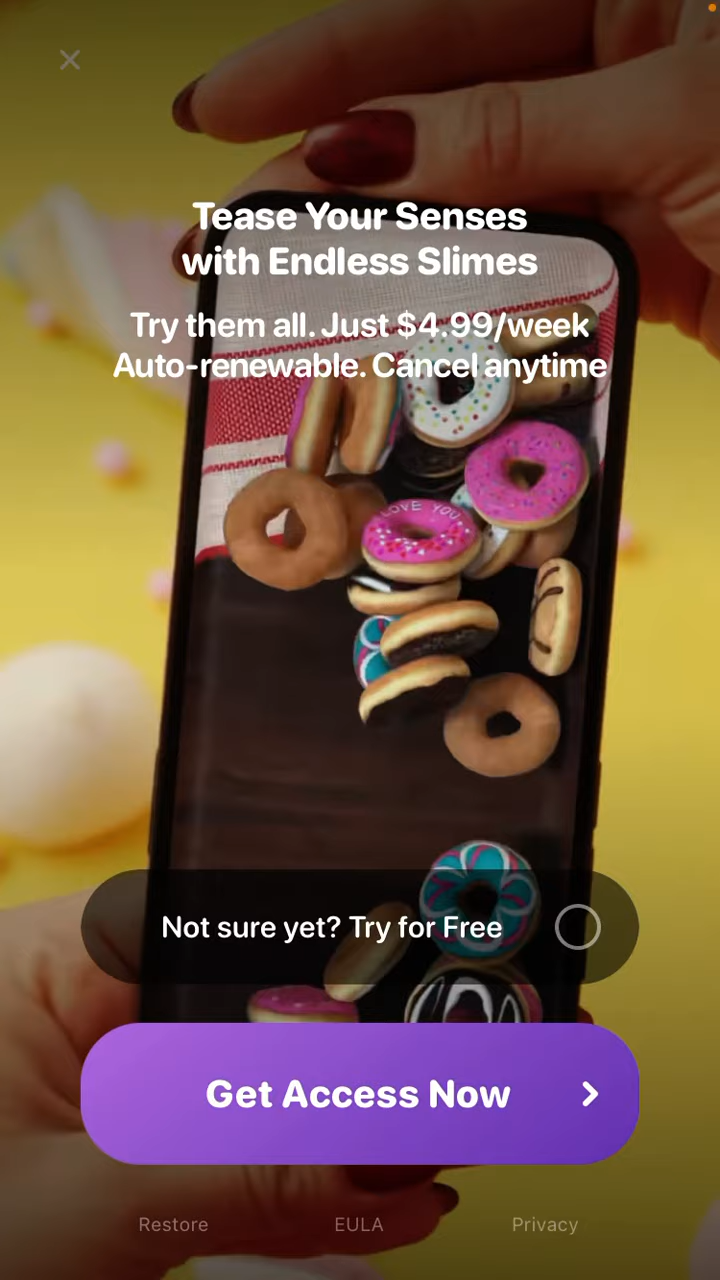 Tease Your Senses
with Endless Slimes
Try them all. Just $4.99/week
Auto-renewable. Cancel anytime
LOVE YOU
Not sure yet? Try for Free
Get Access Now
Restore
EULA
Privacy